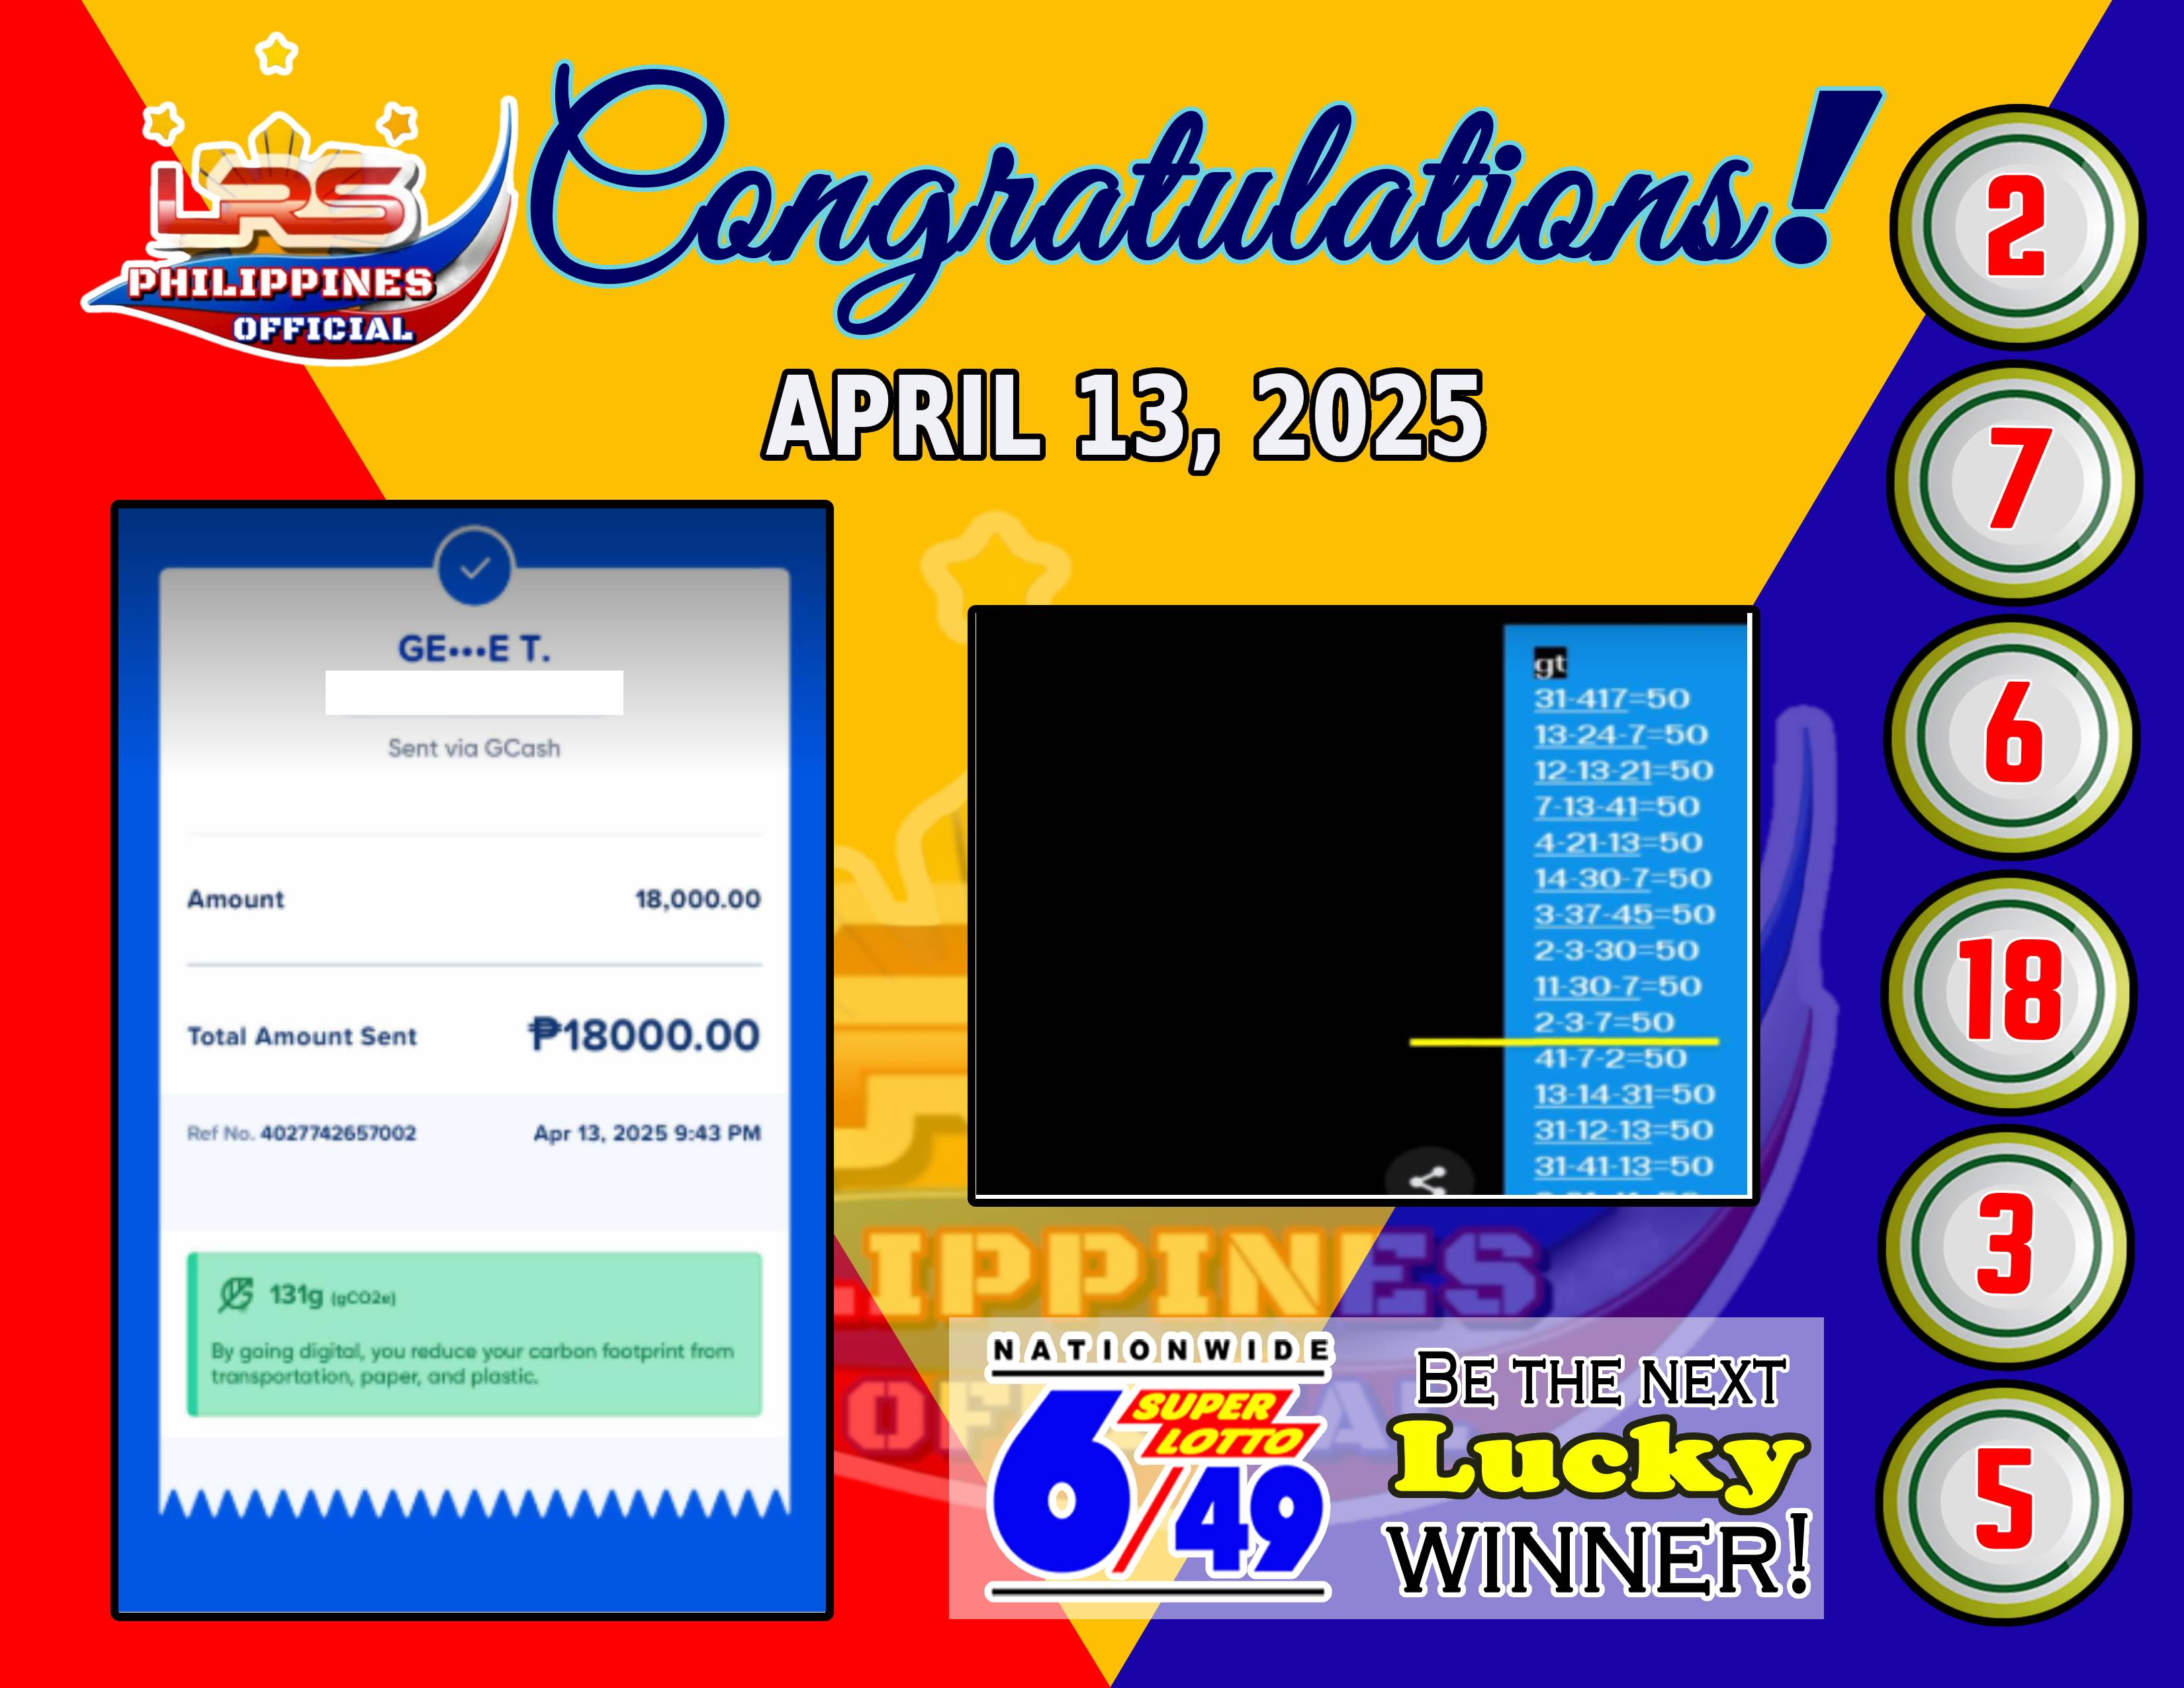 LRS
PHILIPPINES
OFFICIAL
Congratulations!
APRIL 13, 2025
GE•••E T.
Sent via GCash
Amount 18,000.00
Total Amount Sent ₱18000.00
Ref No. 4027742657002 Apr 13, 2025 9:43 PM
131g (gCO2e)
By going digital, you reduce your carbon footprint from
transportation, paper, and plastic.
gt
31-417=50
13-24-7=50
12-13-21=50
7-13-41=50
4-21-13=50
14-30-7=50
3-37-45=50
2-3-30=50
11-30-7=50
2-3-7=50
41-7-2=50
13-14-31=50
31-12-13=50
31-41-13=50
LIPPINES
NATIONWIDE
SUPER
LOTTO
6/49
BE THE NEXT
Lucky
WINNER!
2
7
6
18
3
5